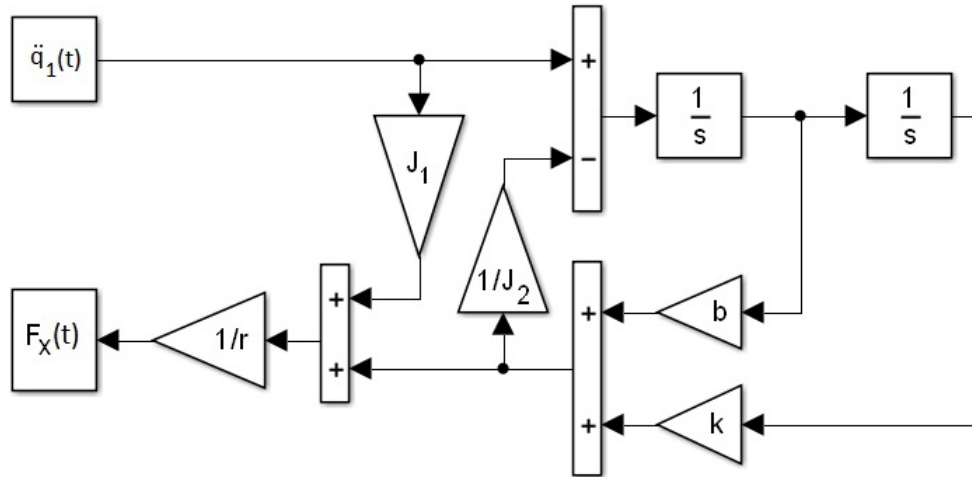 q̈₁(t)
+
−
1
s
1
s
J₁
1/J₂
+
+
b
k
+
+
1/r
Fₓ(t)